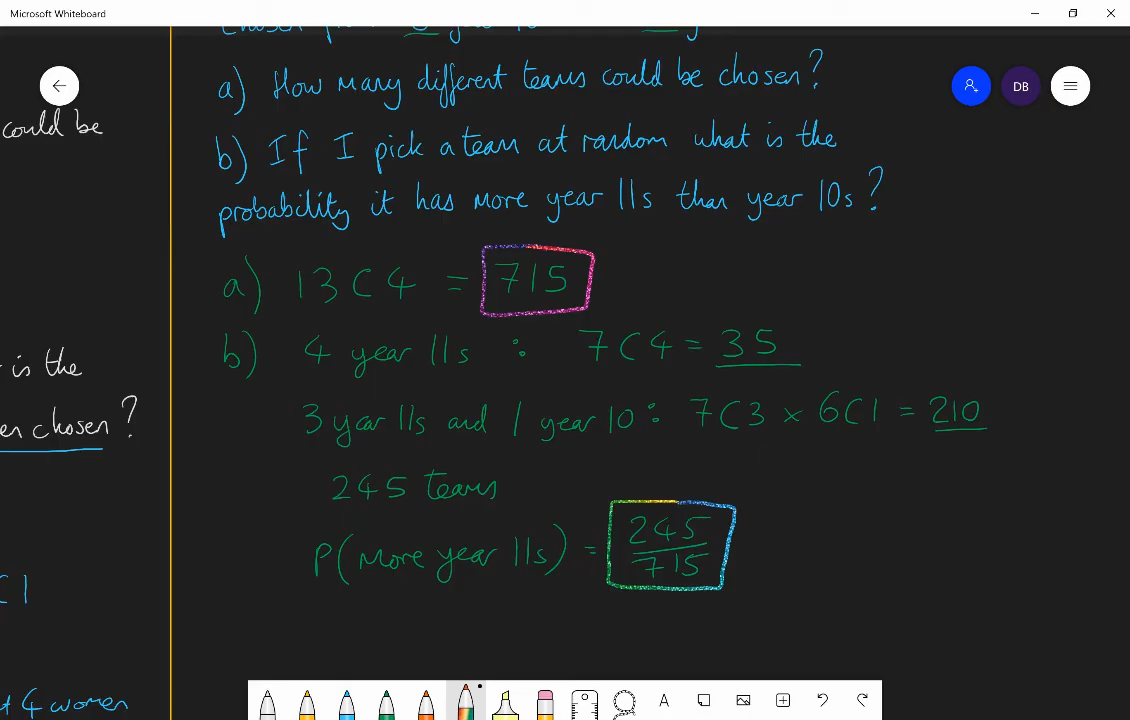 Microsoft Whiteboard
could be
is the
chosen ?
C1
4 women
a) How many different teams could be chosen?
b) If I pick a team at random what is the
probability it has more year 11s than year 10s?
a) 13C4 = 715
b) 4 year 11s : 7C4 = 35
3 year 11s and 1 year 10 : 7C3 × 6C1 = 210
245 teams
P(more year 11s) = 245/715
DB
A